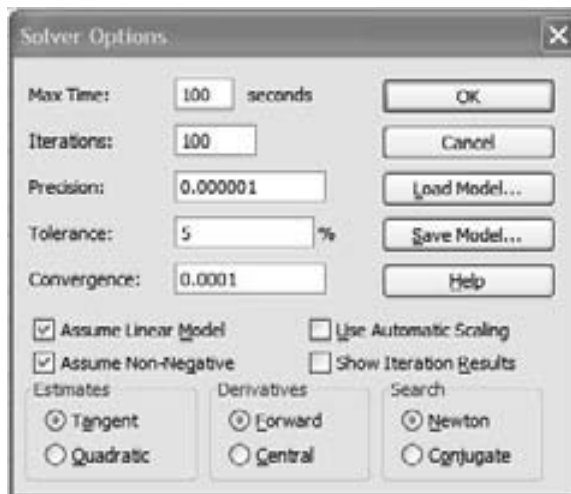 Solver Options
Max Time: 100 seconds
OK
Iterations: 100
Cancel
Precision: 0.000001
Load Model...
Tolerance: 5 %
Save Model...
Convergence: 0.0001
Help
Assume Linear Model
Use Automatic Scaling
Assume Non-Negative
Show Iteration Results
Estimates
Derivatives
Search
Tangent
Forward
Newton
Quadratic
Central
Conjugate